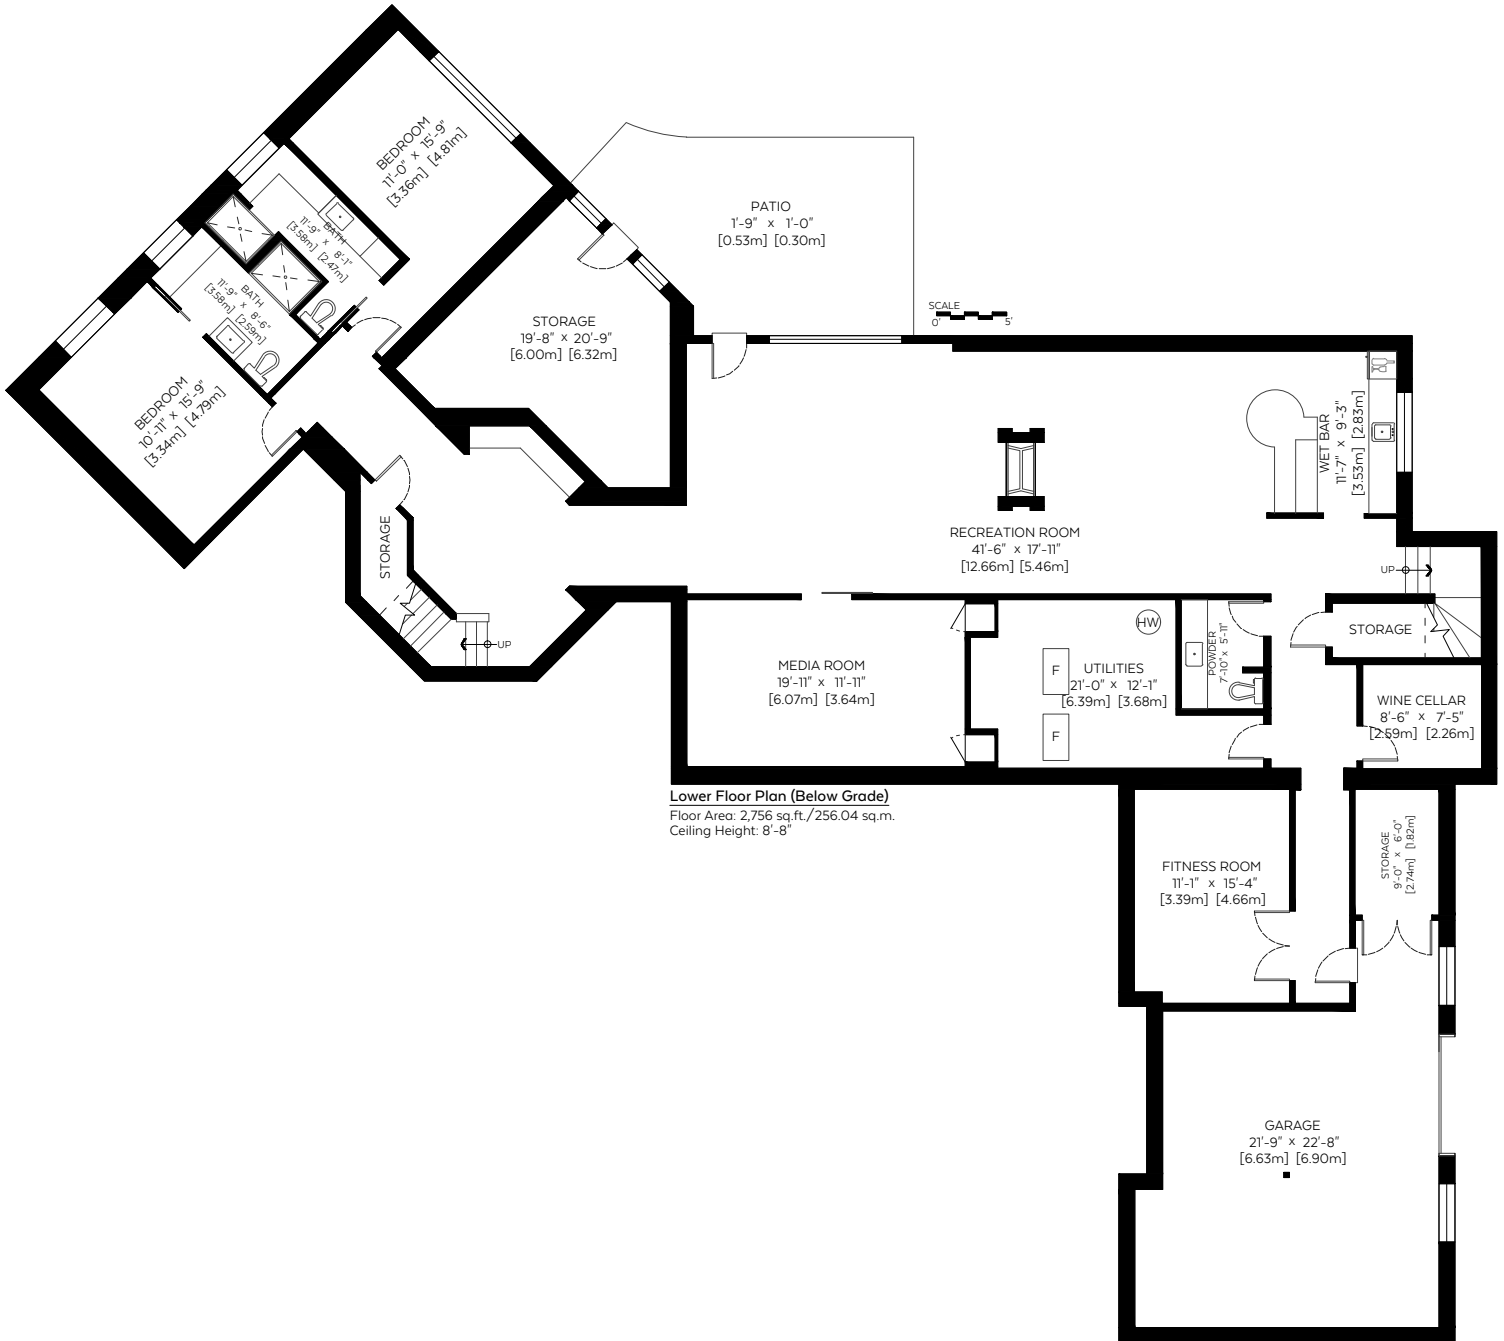 BEDROOM
11'-0" x 15'-9"
[3.36m] [4.81m]
BATH
11'-9" x 8'-1"
[3.58m] [2.47m]
BATH
11'-9" x 8'-6"
[3.58m] [2.59m]
BEDROOM
10'-11" x 15'-9"
[3.34m] [4.79m]
PATIO
1'-9" x 1'-0"
[0.53m] [0.30m]
SCALE
0' 5'
STORAGE
19'-8" x 20'-9"
[6.00m] [6.32m]
WET BAR
11'-7" x 9'-3"
[3.53m] [2.83m]
STORAGE
UP
RECREATION ROOM
41'-6" x 17'-11"
[12.66m] [5.46m]
UP
MEDIA ROOM
19'-11" x 11'-11"
[6.07m] [3.64m]
HW
F
UTILITIES
21'-0" x 12'-1"
[6.39m] [3.68m]
F
POWDER
7'-10" x 5'-11"
STORAGE
WINE CELLAR
8'-6" x 7'-5"
[2.59m] [2.26m]
Lower Floor Plan (Below Grade)
Floor Area: 2,756 sq.ft./256.04 sq.m.
Ceiling Height: 8'-8"
FITNESS ROOM
11'-1" x 15'-4"
[3.39m] [4.66m]
STORAGE
9'-0" x 6'-0"
[2.74m] [1.82m]
GARAGE
21'-9" x 22'-8"
[6.63m] [6.90m]